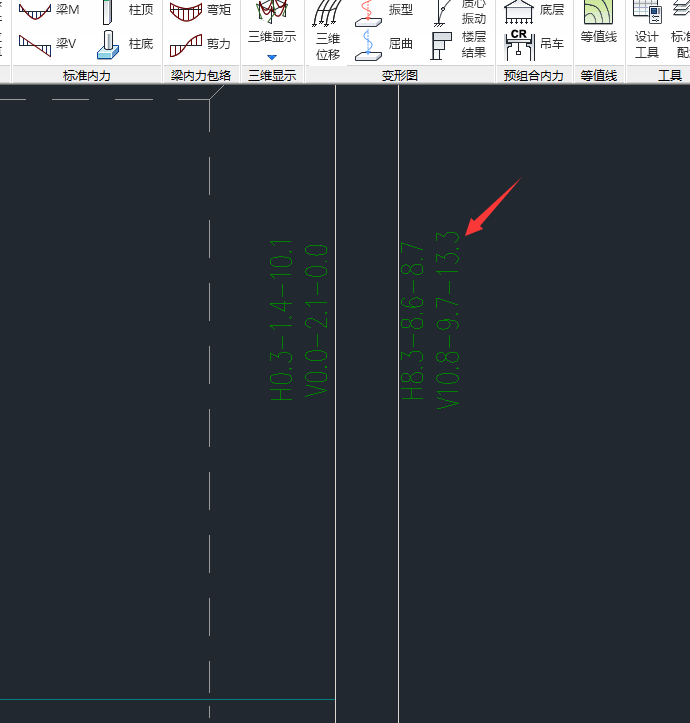 梁M
柱顶
弯矩
三维显示
三维
位移
振型
质心
振动
底层
等值线
设计
工具
梁V
柱底
剪力
屈曲
楼层
结果
CR
吊车
标准内力
梁内力包络
三维显示
变形图
预组合内力
等值线
工具
H0.3-1.4-10.1
V0.0-2.1-0.0
H8.3-8.6-8.7
V10.8-9.7-13.3